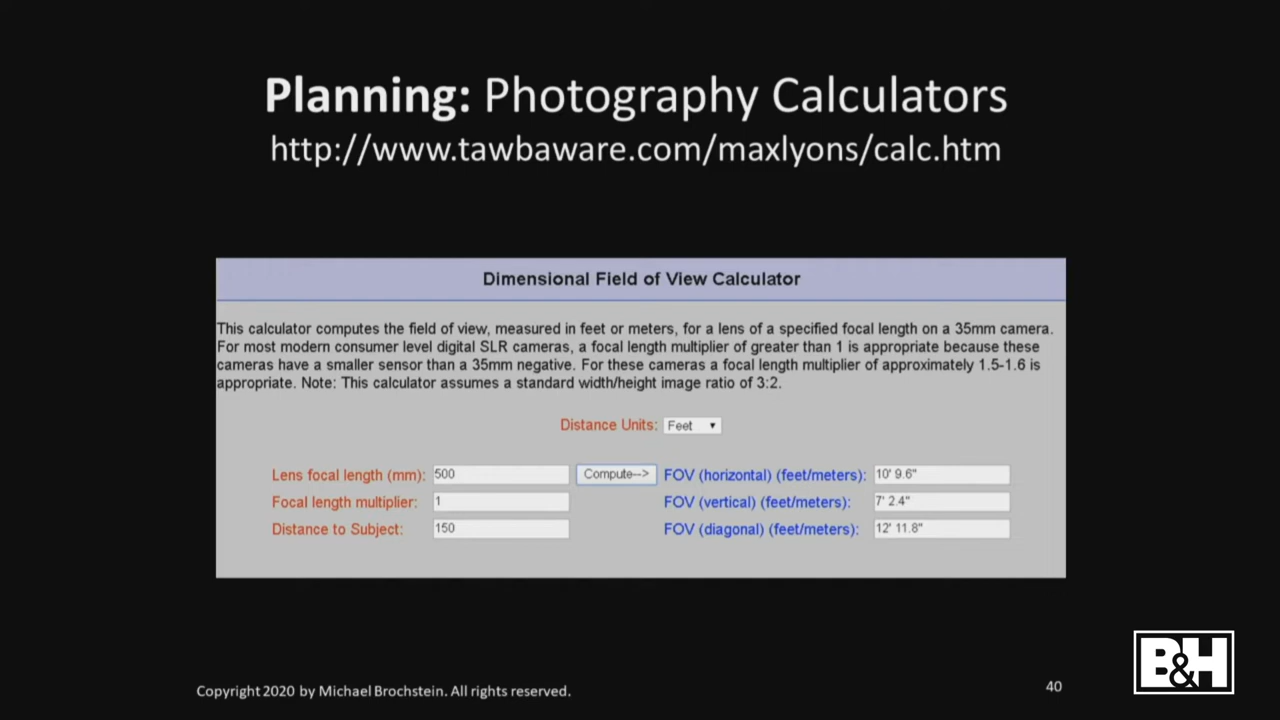 Planning: Photography Calculators
http://www.tawbaware.com/maxlyons/calc.htm
Dimensional Field of View Calculator
This calculator computes the field of view, measured in feet or meters, for a lens of a specified focal length on a 35mm camera.
For most modern consumer level digital SLR cameras, a focal length multiplier of greater than 1 is appropriate because these
cameras have a smaller sensor than a 35mm negative. For these cameras a focal length multiplier of approximately 1.5-1.6 is
appropriate. Note: This calculator assumes a standard width/height image ratio of 3:2.
Distance Units: Feet
Lens focal length (mm): 500 Compute--> FOV (horizontal) (feet/meters): 10' 9.6"
Focal length multiplier: 1 FOV (vertical) (feet/meters): 7' 2.4"
Distance to Subject: 150 FOV (diagonal) (feet/meters): 12' 11.8"
B&H
Copyright 2020 by Michael Brochstein. All rights reserved. 40